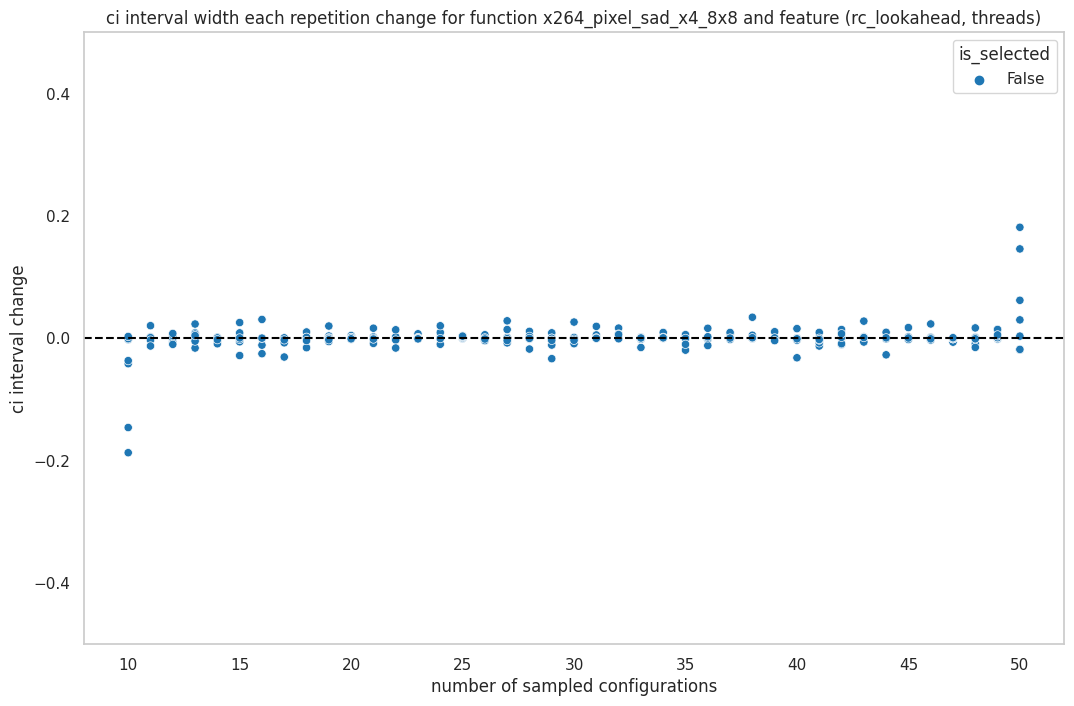 ci interval width each repetition change for function x264_pixel_sad_x4_8x8 and feature (rc_lookahead, threads)
is_selected
False
ci interval change
0.4
0.2
0.0
−0.2
−0.4
10 15 20 25 30 35 40 45 50
number of sampled configurations